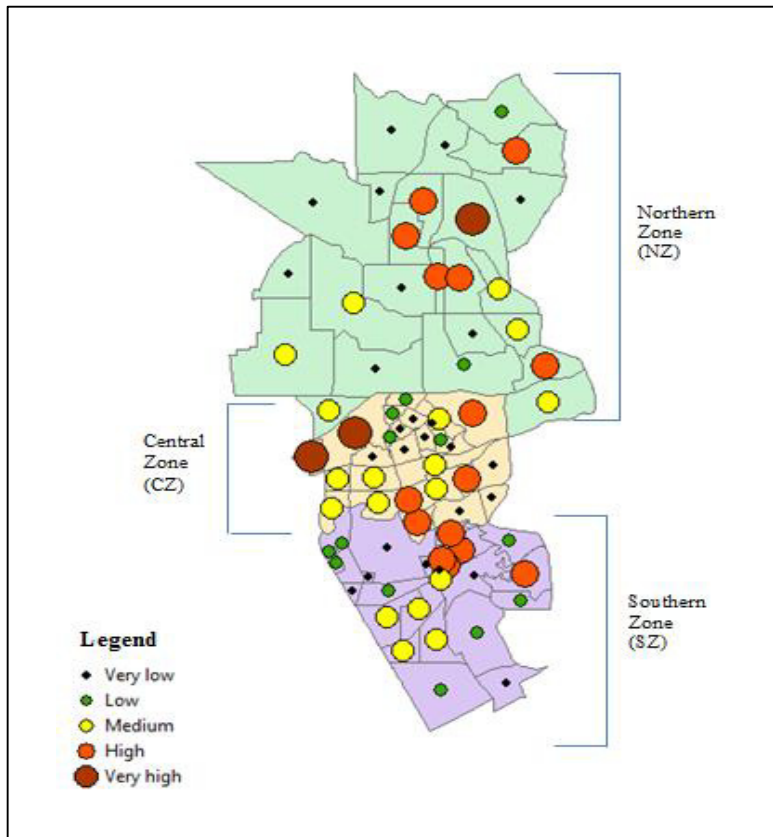 Northern
Zone
(NZ)
Central
Zone
(CZ)
Southern
Zone
(SZ)
Legend
Very low
Low
Medium
High
Very high